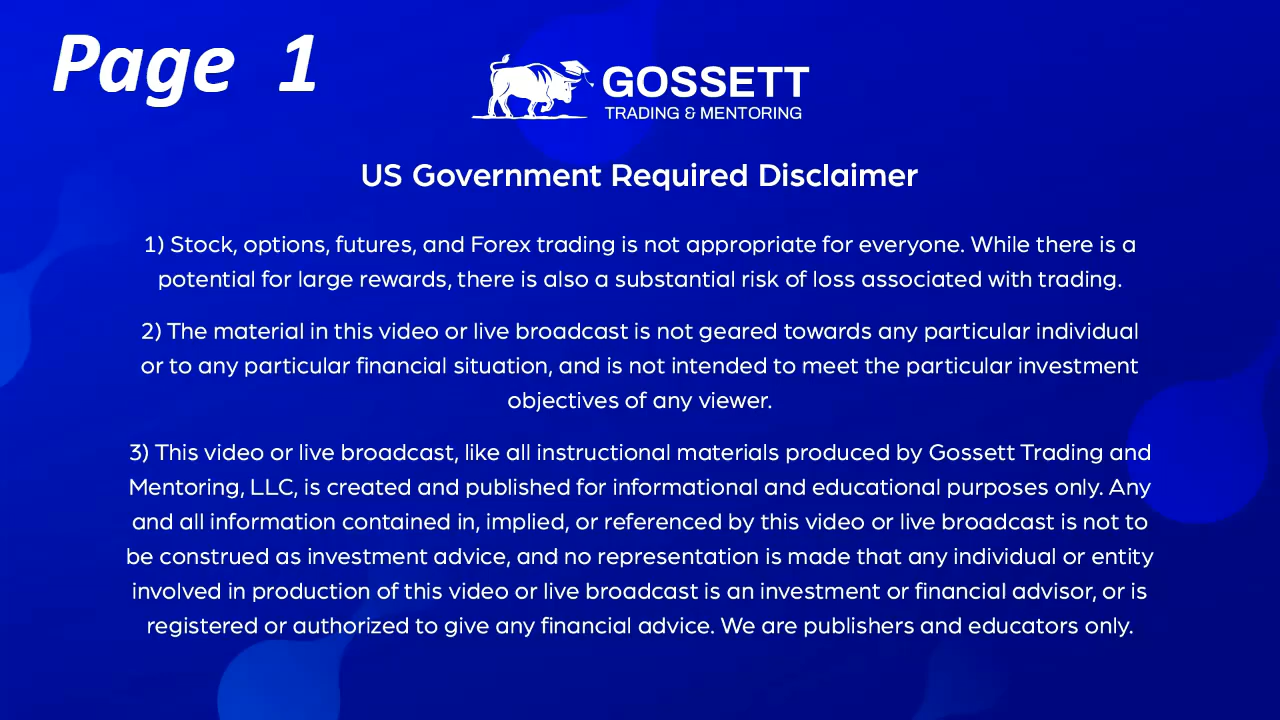 Page 1
GOSSETT
TRADING & MENTORING
US Government Required Disclaimer
1) Stock, options, futures, and Forex trading is not appropriate for everyone. While there is a
potential for large rewards, there is also a substantial risk of loss associated with trading.
2) The material in this video or live broadcast is not geared towards any particular individual
or to any particular financial situation, and is not intended to meet the particular investment
objectives of any viewer.
3) This video or live broadcast, like all instructional materials produced by Gossett Trading and
Mentoring, LLC, is created and published for informational and educational purposes only. Any
and all information contained in, implied, or referenced by this video or live broadcast is not to
be construed as investment advice, and no representation is made that any individual or entity
involved in production of this video or live broadcast is an investment or financial advisor, or is
registered or authorized to give any financial advice. We are publishers and educators only.